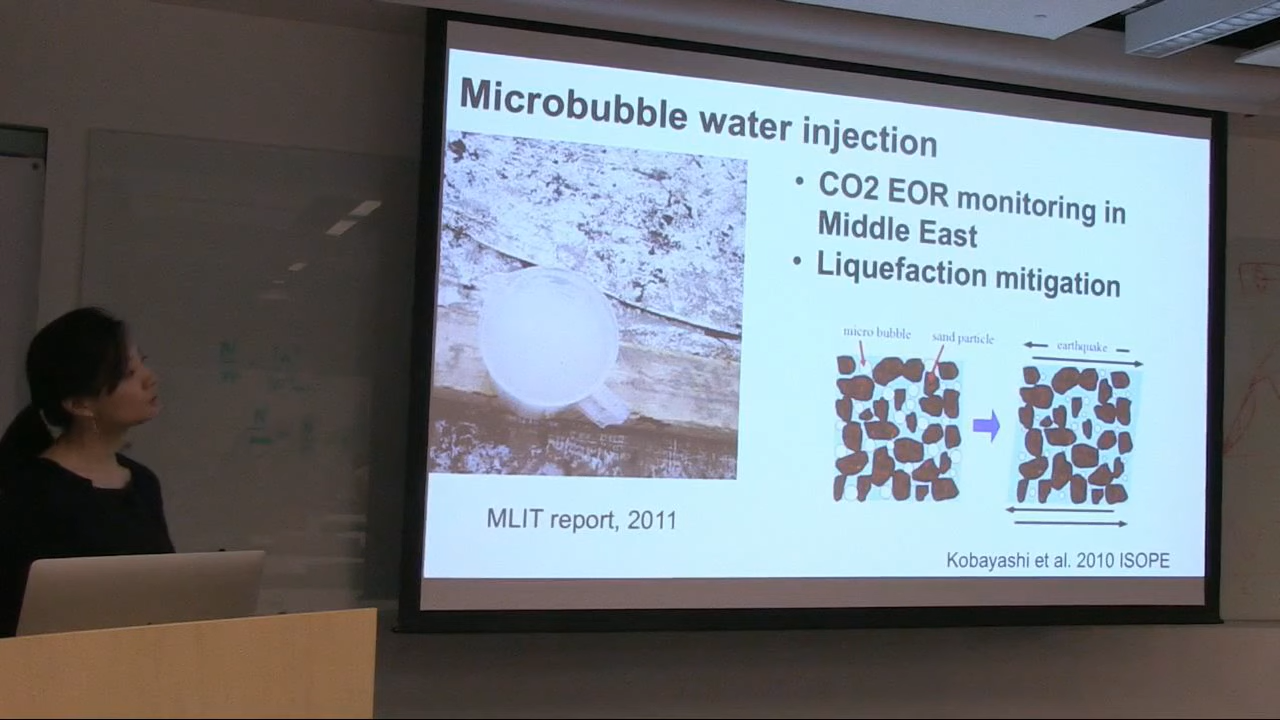 Microbubble water injection
• CO2 EOR monitoring in
Middle East
• Liquefaction mitigation
micro bubble
sand particle
earthquake
MLIT report, 2011
Kobayashi et al. 2010 ISOPE